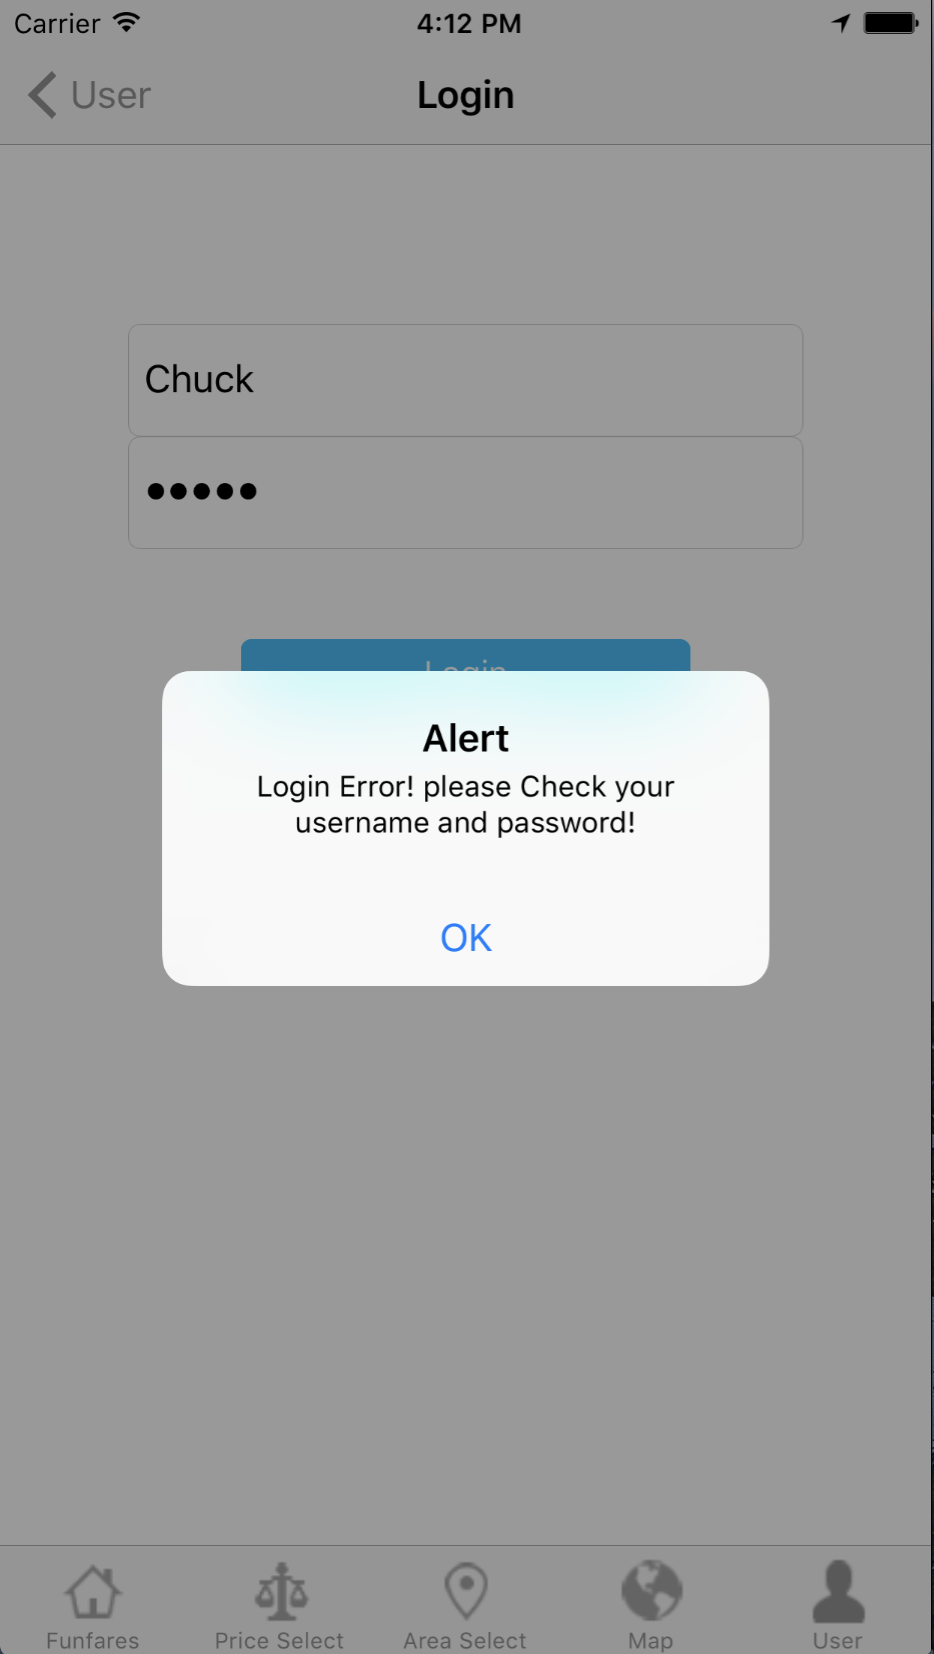 Carrier 4:12 PM
User Login
Chuck
•••••
Login
Alert
Login Error! please Check your
username and password!
OK
Funfares Price Select Area Select Map User